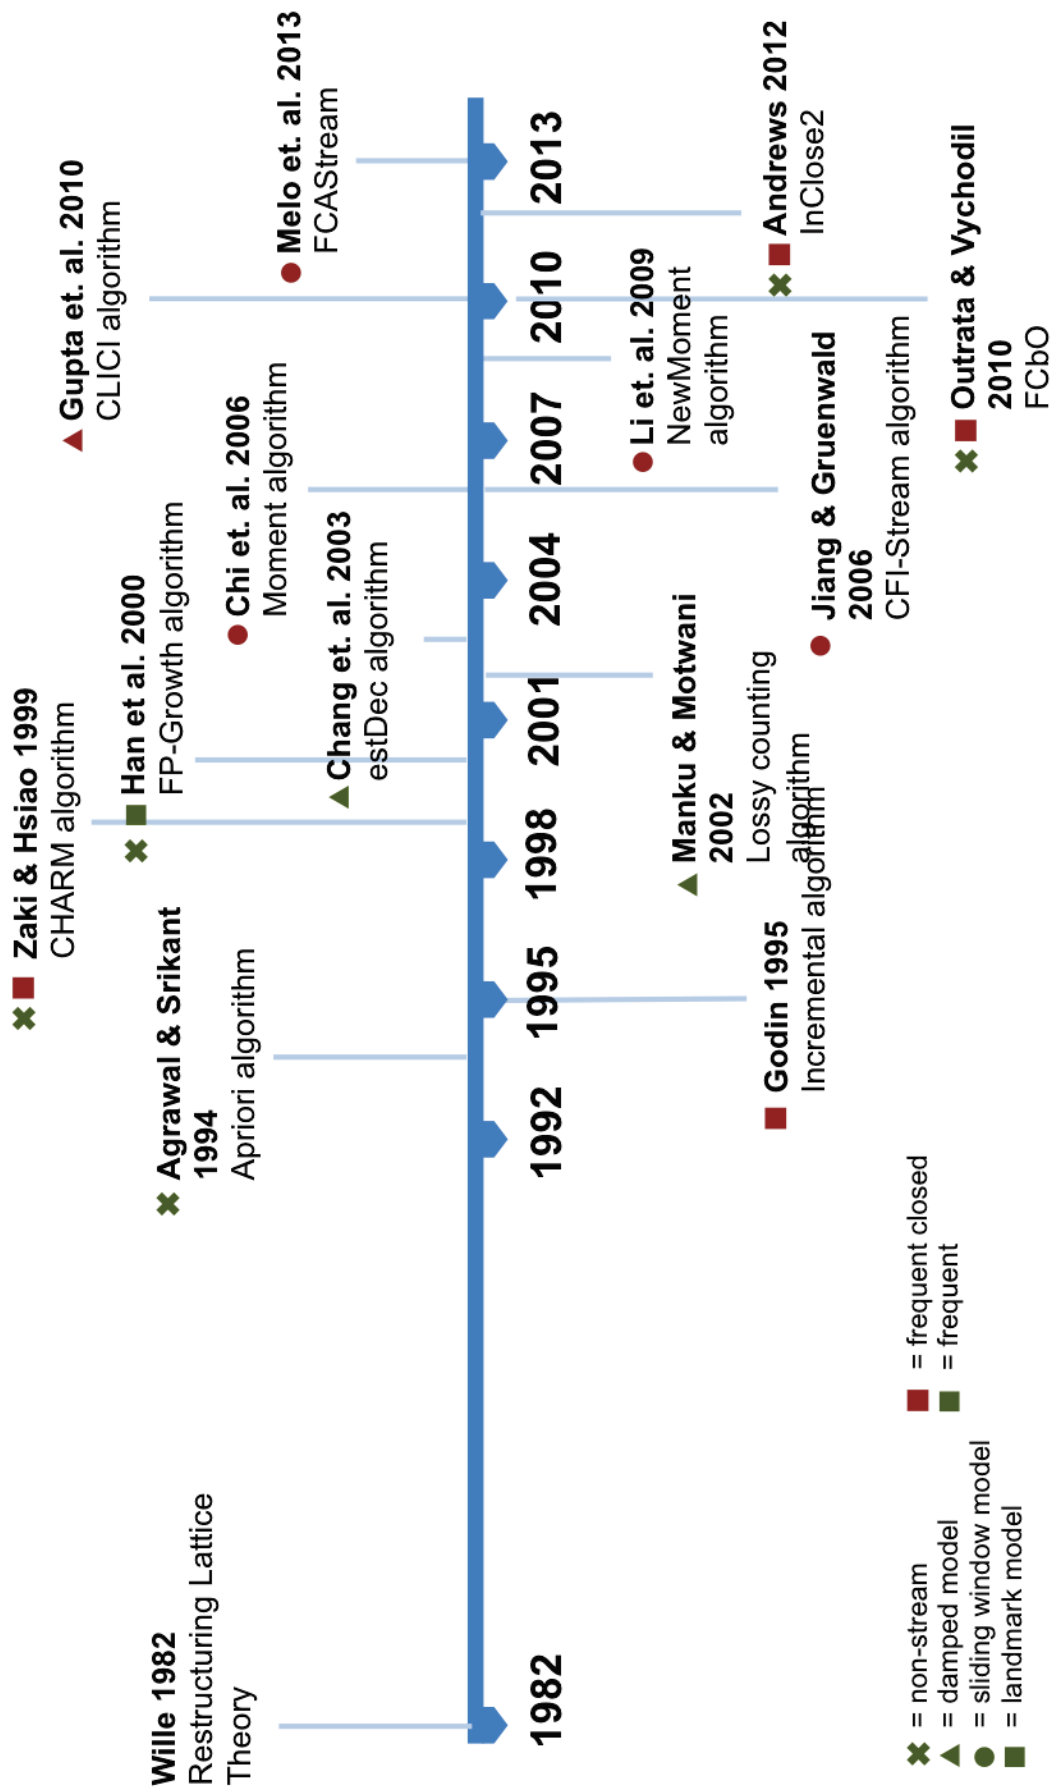 Zaki & Hsiao 1999
CHARM algorithm
Gupta et. al. 2010
CLICI algorithm
Han et al. 2000
FP-Growth algorithm
Agrawal & Srikant
1994
Apriori algorithm
Wille 1982
Restructuring Lattice
Theory
Chi et. al. 2006
Moment algorithm
Melo et. al. 2013
FCAStream
Chang et. al. 2003
estDec algorithm
1982
1992
1995
1998
2001
2004
2007
2010
2013
Li et. al. 2009
NewMoment
algorithm
Manku & Motwani
2002
Lossy counting
algorithm
Godin 1995
Incremental algorithm
Andrews 2012
InClose2
Jiang & Gruenwald
2006
CFI-Stream algorithm
Outrata & Vychodil
2010
FCbO
= non-stream
= damped model
= sliding window model
= landmark model
= frequent closed
= frequent